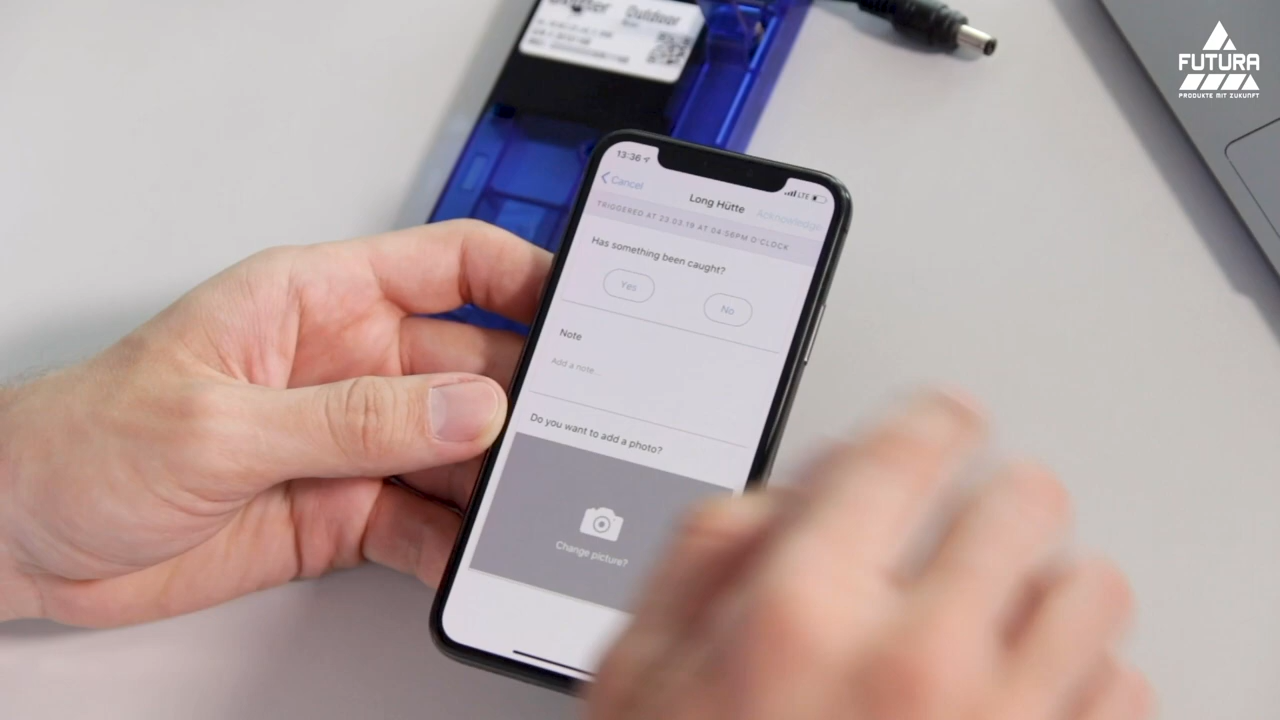 Outdoor
FUTURA
PRODUKTE MIT ZUKUNFT
13:36
LTE
Cancel
Long Hütte
Acknowledge
TRIGGERED AT 23.03.19 AT 04:58PM O'CLOCK
Has something been caught?
Yes
No
Note
Add a note...
Do you want to add a photo?
Change picture?